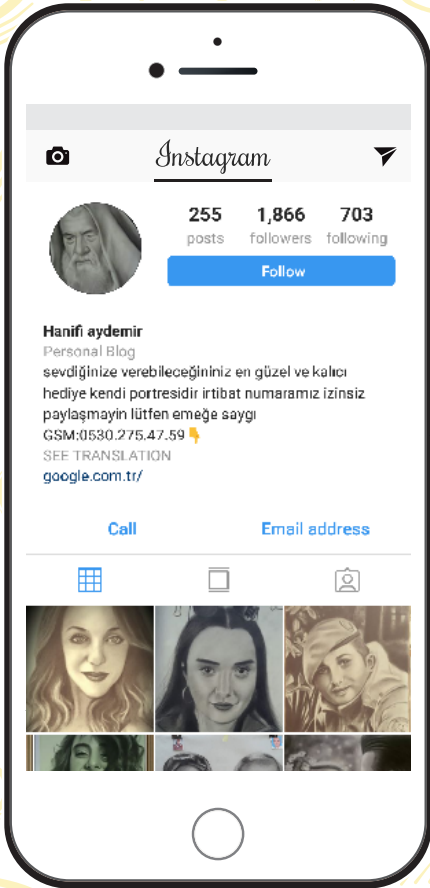 Instagram
255 1,866 703
posts followers following
Follow
Hanifi aydemir
Personal Blog
sevdiğinize verebileceğininiz en güzel ve kalıcı
hediye kendi portresidir irtibat numaramız izinsiz
paylaşmayin lütfen emeğe saygı
GSM:0530.275.47.59👇
SEE TRANSLATION
google.com.tr/
Call Email address